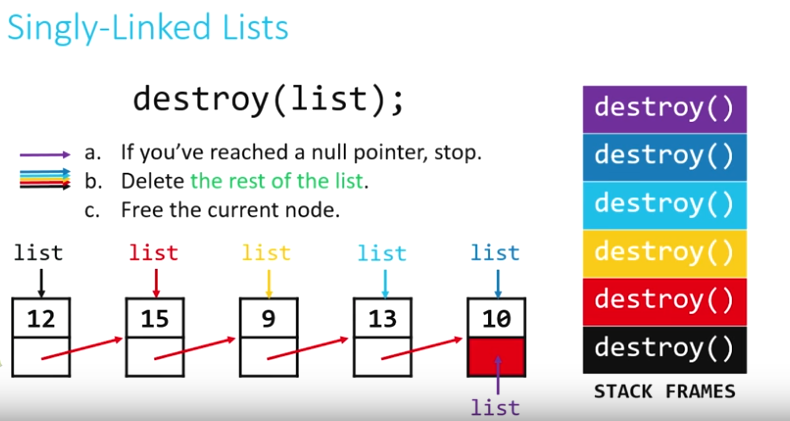 Singly-Linked Lists
destroy(list);
a. If you've reached a null pointer, stop.
b. Delete the rest of the list.
c. Free the current node.
list list list list list
12 15 9 13 10
list
destroy()
destroy()
destroy()
destroy()
destroy()
destroy()
STACK FRAMES